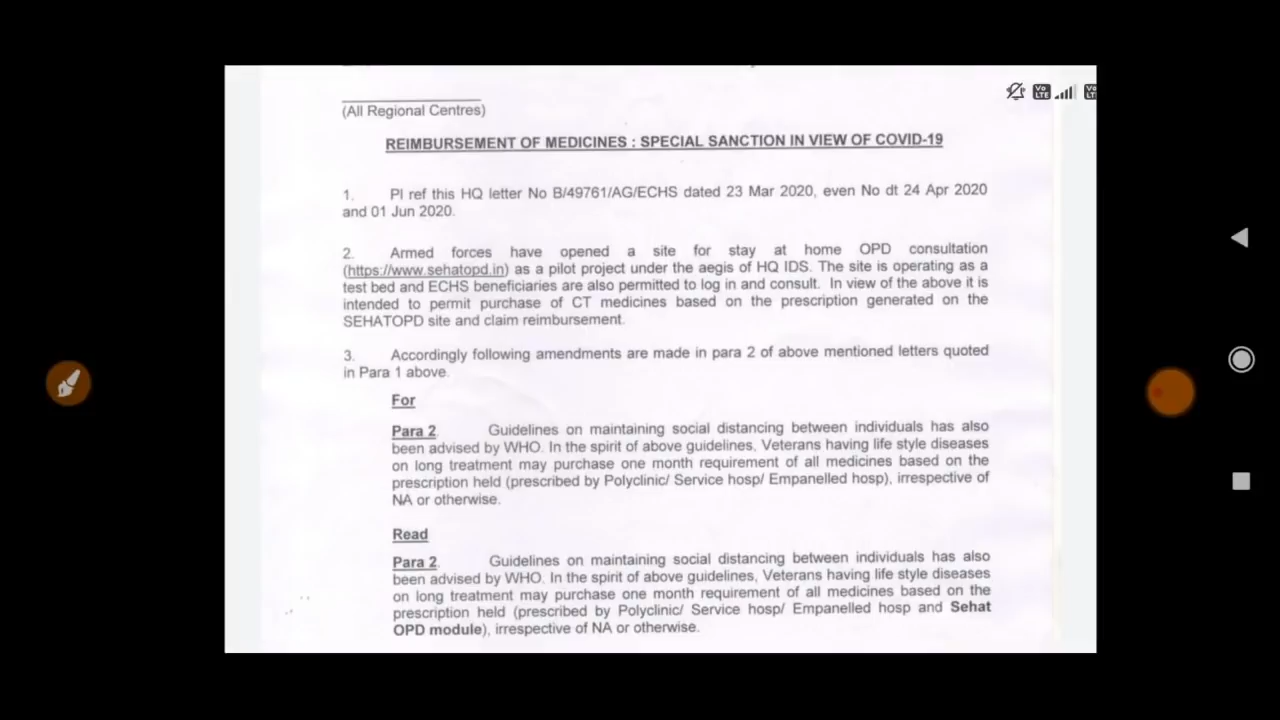 (All Regional Centres)
REIMBURSEMENT OF MEDICINES : SPECIAL SANCTION IN VIEW OF COVID-19
1. Pl ref this HQ letter No B/49761/AG/ECHS dated 23 Mar 2020, even No dt 24 Apr 2020
and 01 Jun 2020.
2. Armed forces have opened a site for stay at home OPD consultation
(https://www.sehatopd.in) as a pilot project under the aegis of HQ IDS. The site is operating as a
test bed and ECHS beneficiaries are also permitted to log in and consult. In view of the above it is
intended to permit purchase of CT medicines based on the prescription generated on the
SEHATOPD site and claim reimbursement.
3. Accordingly following amendments are made in para 2 of above mentioned letters quoted
in Para 1 above.
For
Para 2. Guidelines on maintaining social distancing between individuals has also
been advised by WHO. In the spirit of above guidelines, Veterans having life style diseases
on long treatment may purchase one month requirement of all medicines based on the
prescription held (prescribed by Polyclinic/ Service hosp/ Empanelled hosp), irrespective of
NA or otherwise.
Read
Para 2. Guidelines on maintaining social distancing between individuals has also
been advised by WHO. In the spirit of above guidelines, Veterans having life style diseases
on long treatment may purchase one month requirement of all medicines based on the
prescription held (prescribed by Polyclinic/ Service hosp/ Empanelled hosp and Sehat
OPD module), irrespective of NA or otherwise.